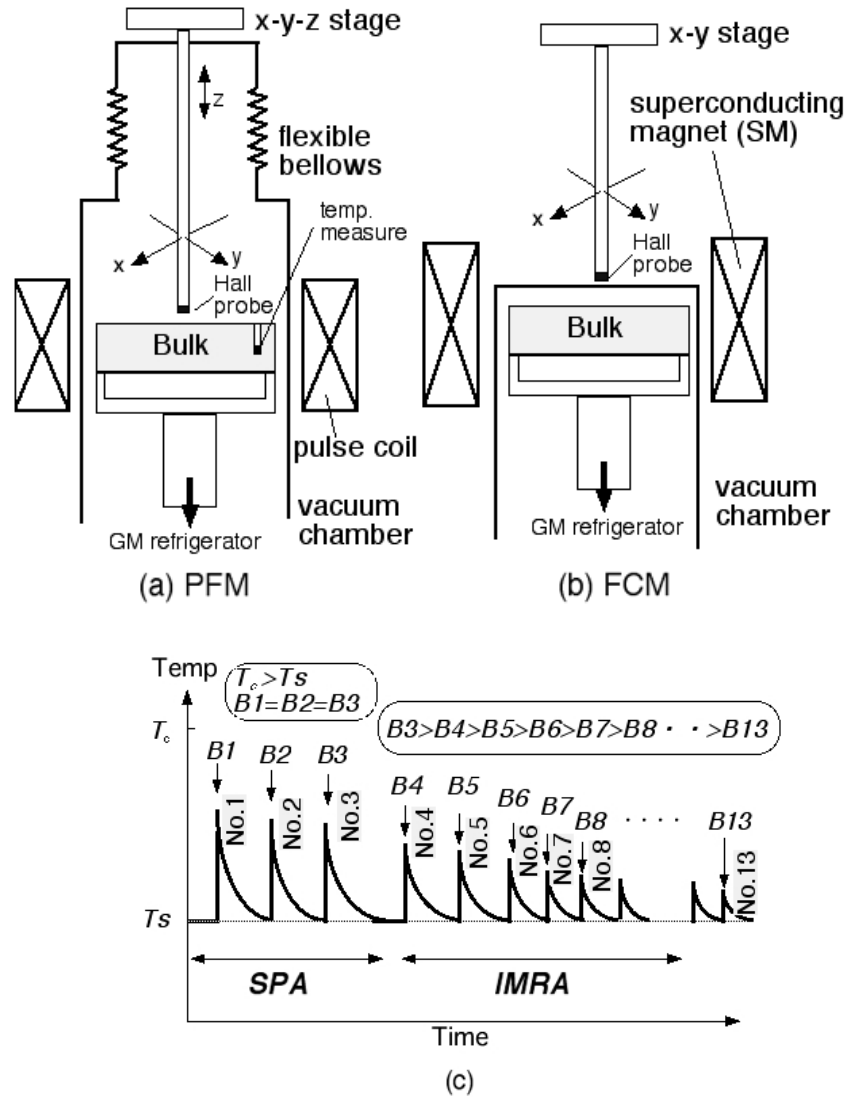 x-y-z stage
z
flexible
bellows
temp.
measure
x
y
Hall
probe
Bulk
pulse coil
vacuum
chamber
GM refrigerator
(a) PFM
x-y stage
superconducting
magnet (SM)
x
y
Hall
probe
Bulk
vacuum
chamber
GM refrigerator
(b) FCM
Temp
Tc>Ts
B1=B2=B3
B3>B4>B5>B6>B7>B8 · · >B13
Tc
B1
B2
B3
B4
B5
B6
B7
B8
· · · ·
B13
No.1
No.2
No.3
No.4
No.5
No.6
No.7
No.8
No.13
Ts
SPA
IMRA
Time
(c)